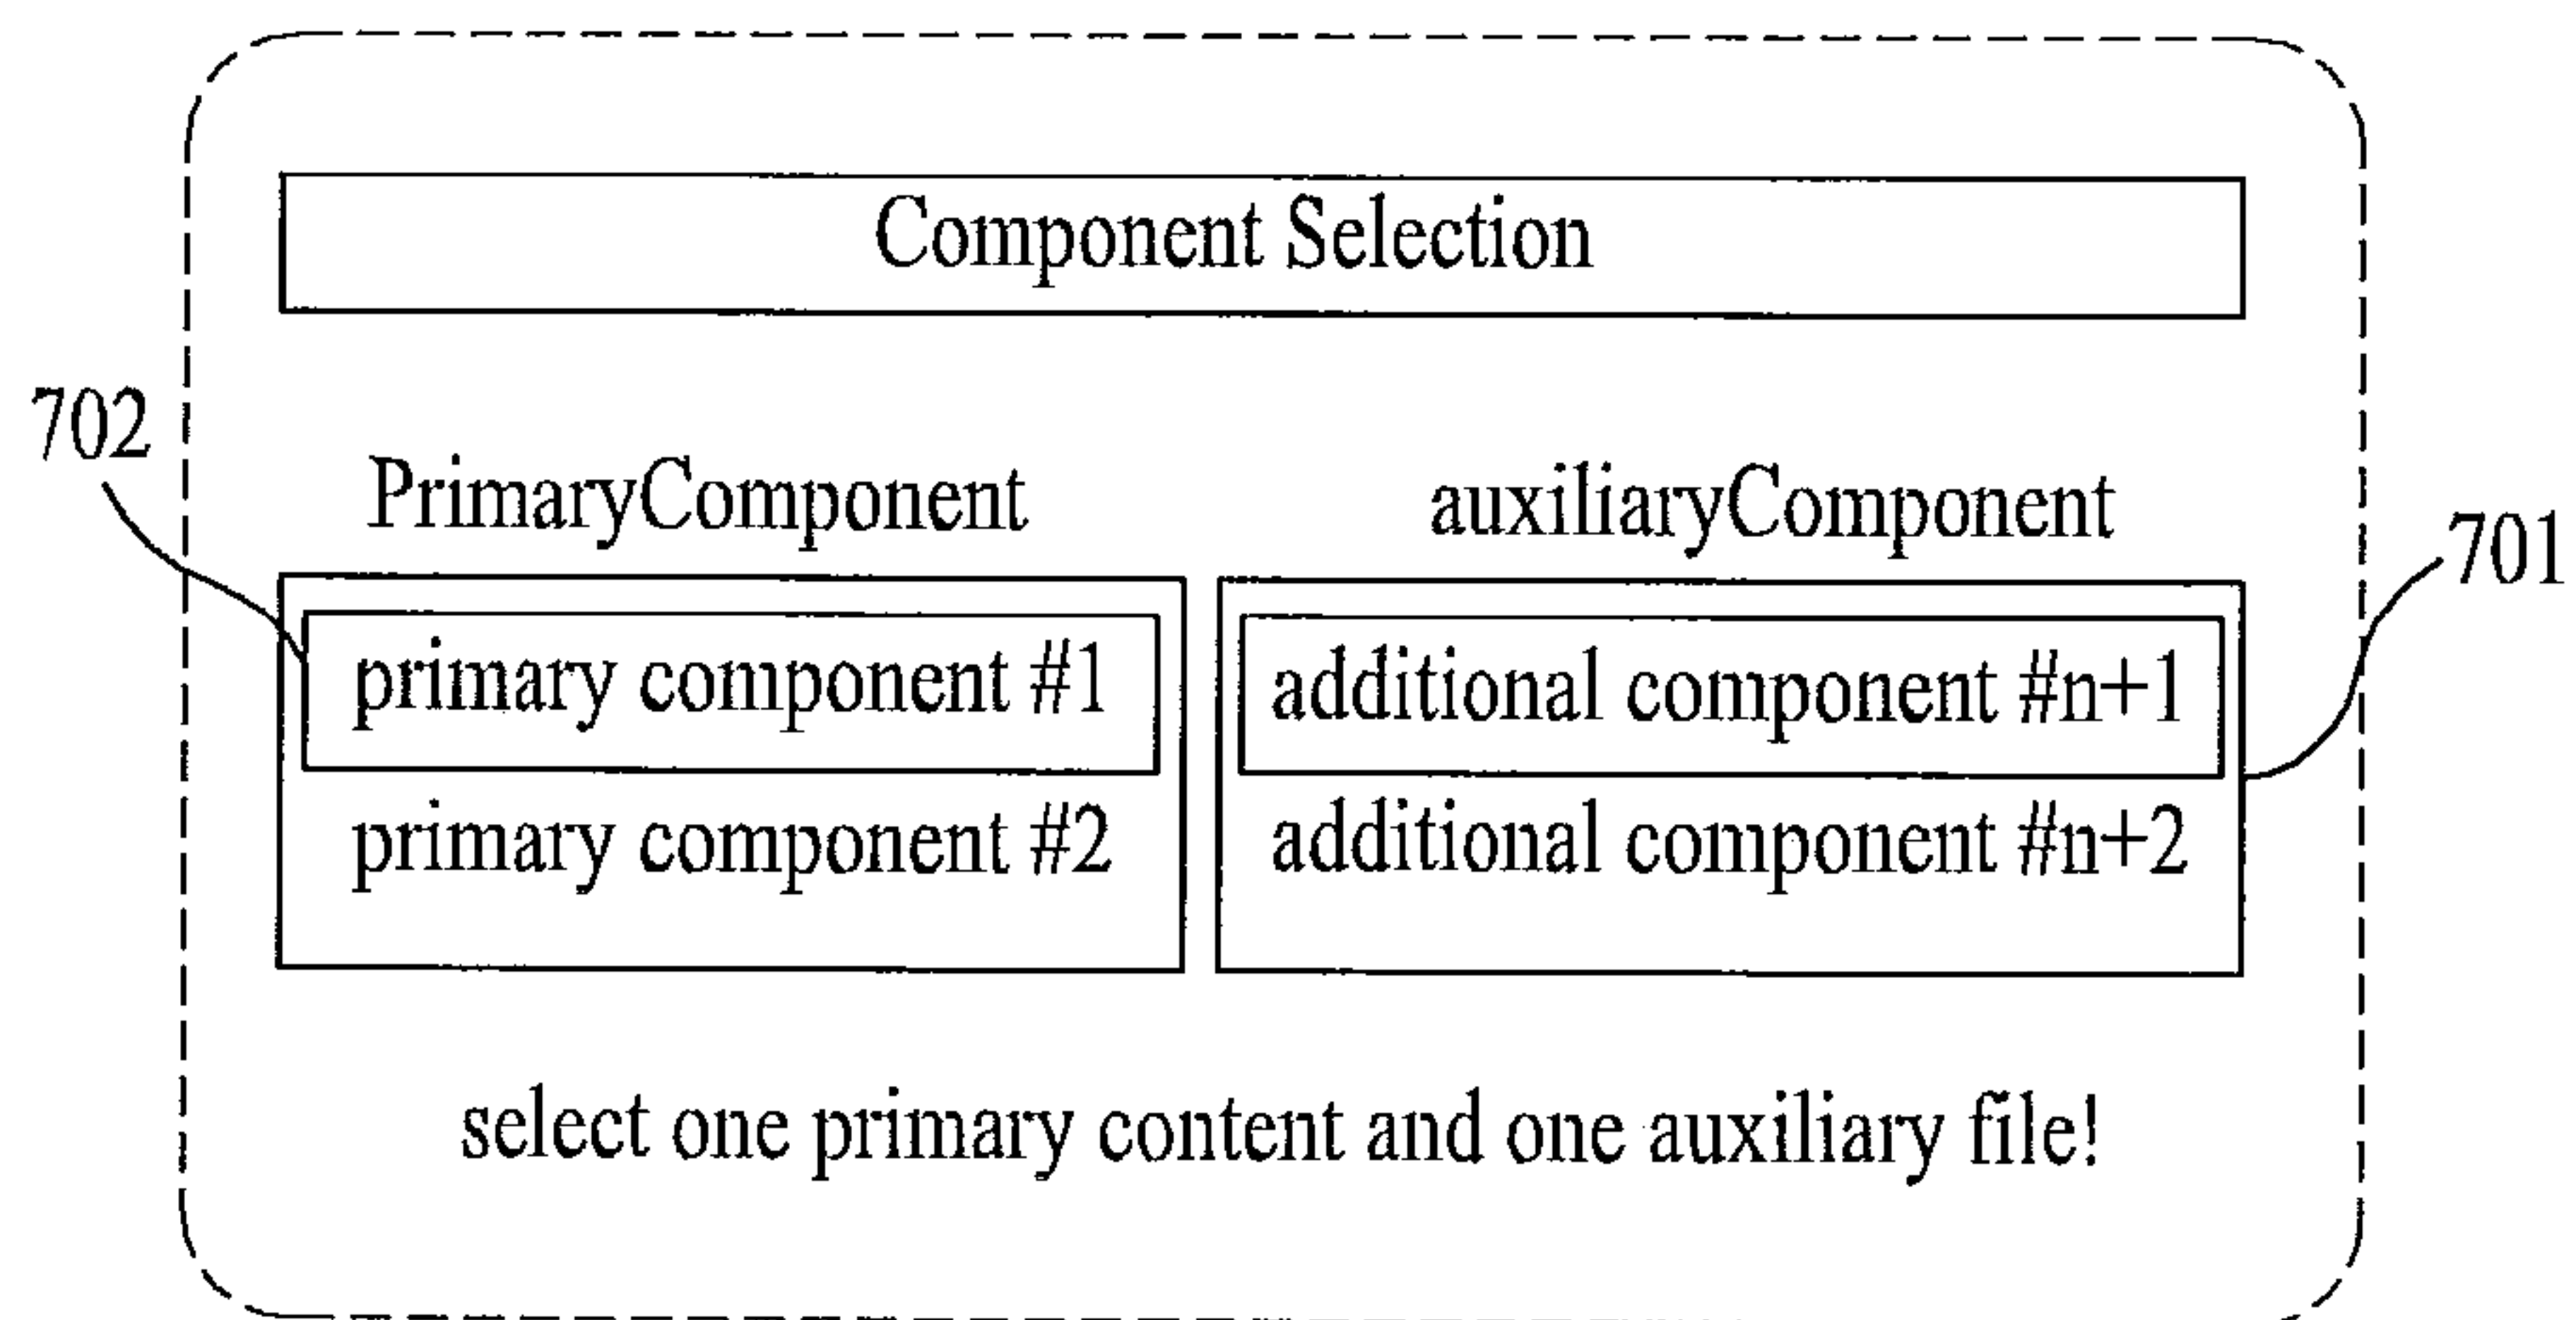 Component Selection
702
PrimaryComponent auxiliaryComponent
701
primary component #1 additional component #n+1
primary component #2 additional component #n+2
select one primary content and one auxiliary file!